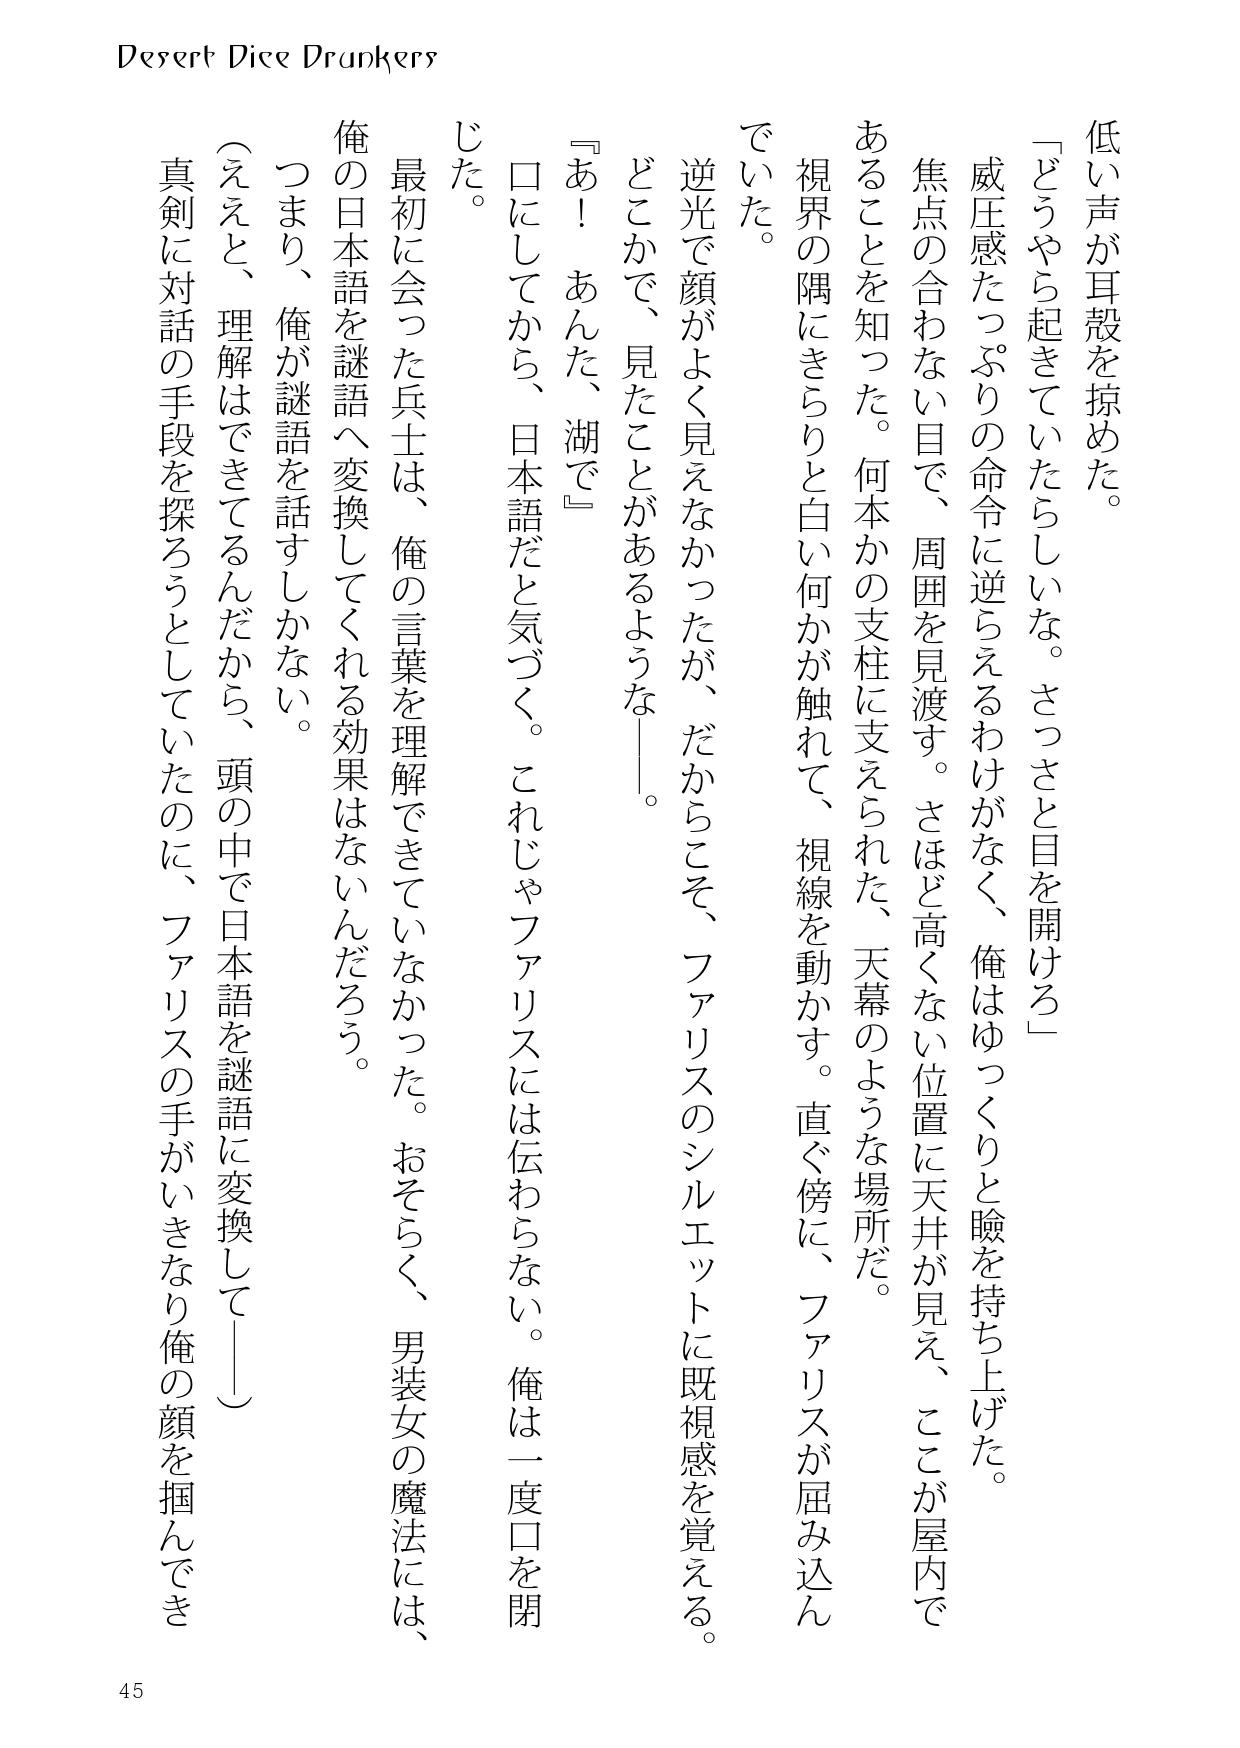 Desert Dice Drunkers
低い声が耳殻を掠めた。
「どうやら起きていたらしいな。さっさと目を開けろ」
威圧感たっぷりの命令に逆らえるわけがなく、俺はゆっくりと瞼を持ち上げた。
焦点の合わない目で、周囲を見渡す。さほど高くない位置に天井が見え、ここが屋内で
あることを知った。何本かの支柱に支えられた、天幕のような場所だ。
視界の隅にきらりと白い何かが触れて、視線を動かす。直ぐ傍に、ファリスが屈み込ん
でいた。
逆光で顔がよく見えなかったが、だからこそ、ファリスのシルエットに既視感を覚える。
どこかで、見たことがあるような――。
『あ！　あんた、湖で』
口にしてから、日本語だと気づく。これじゃファリスには伝わらない。俺は一度口を閉
じた。
最初に会った兵士は、俺の言葉を理解できていなかった。おそらく、男装女の魔法には、
俺の日本語を謎語へ変換してくれる効果はないんだろう。
つまり、俺が謎語を話すしかない。
（ええと、理解はできてるんだから、頭の中で日本語を謎語に変換して――）
真剣に対話の手段を探ろうとしていたのに、ファリスの手がいきなり俺の顔を掴んでき
45